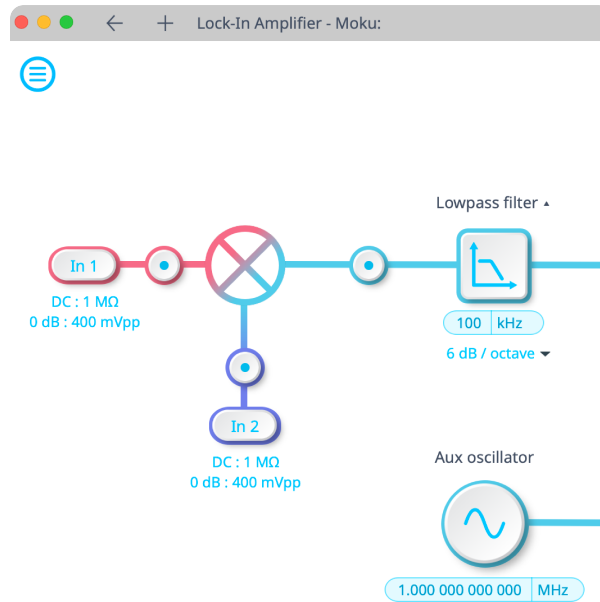 Lock-In Amplifier - Moku:
Lowpass filter
In 1
DC : 1 MΩ
0 dB : 400 mVpp
100 kHz
6 dB / octave
In 2
DC : 1 MΩ
0 dB : 400 mVpp
Aux oscillator
1.000 000 000 000 MHz